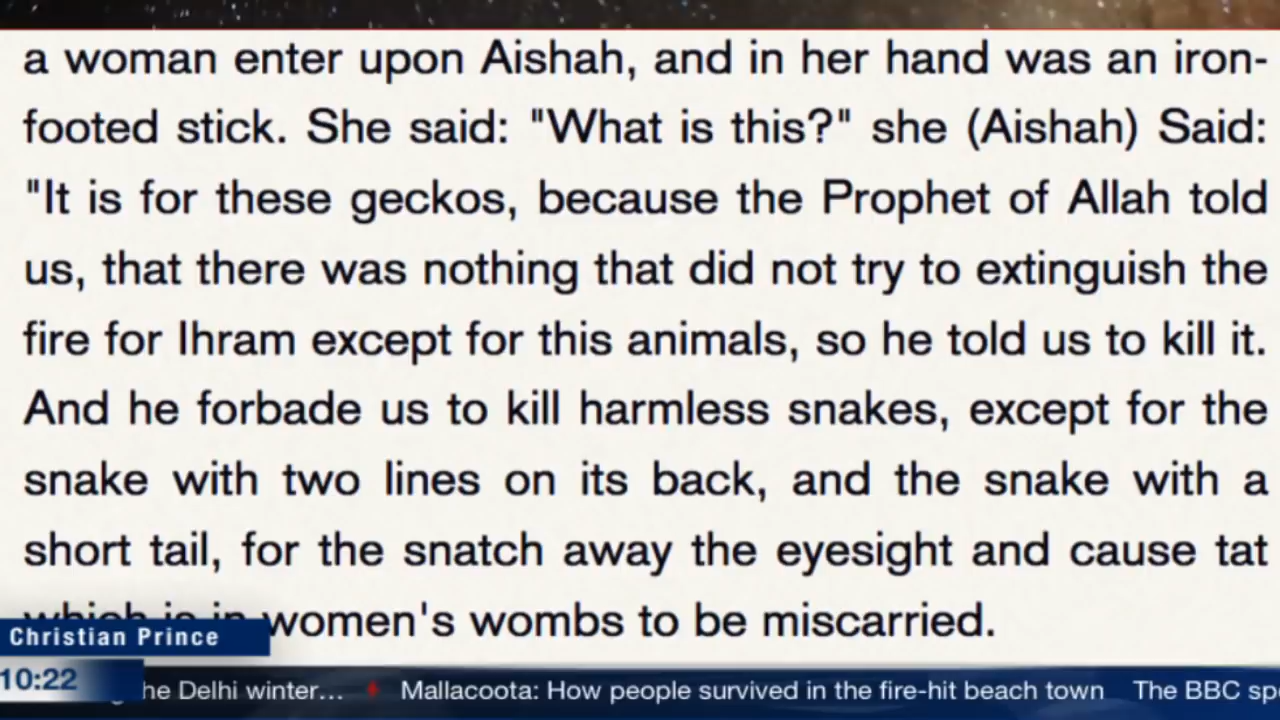 a woman enter upon Aishah, and in her hand was an iron-
footed stick. She said: "What is this?" she (Aishah) Said:
"It is for these geckos, because the Prophet of Allah told
us, that there was nothing that did not try to extinguish the
fire for Ihram except for this animals, so he told us to kill it.
And he forbade us to kill harmless snakes, except for the
snake with two lines on its back, and the snake with a
short tail, for the snatch away the eyesight and cause tat
which is in women's wombs to be miscarried.
Christian Prince
10:22 he Delhi winter... Mallacoota: How people survived in the fire-hit beach town The BBC sp